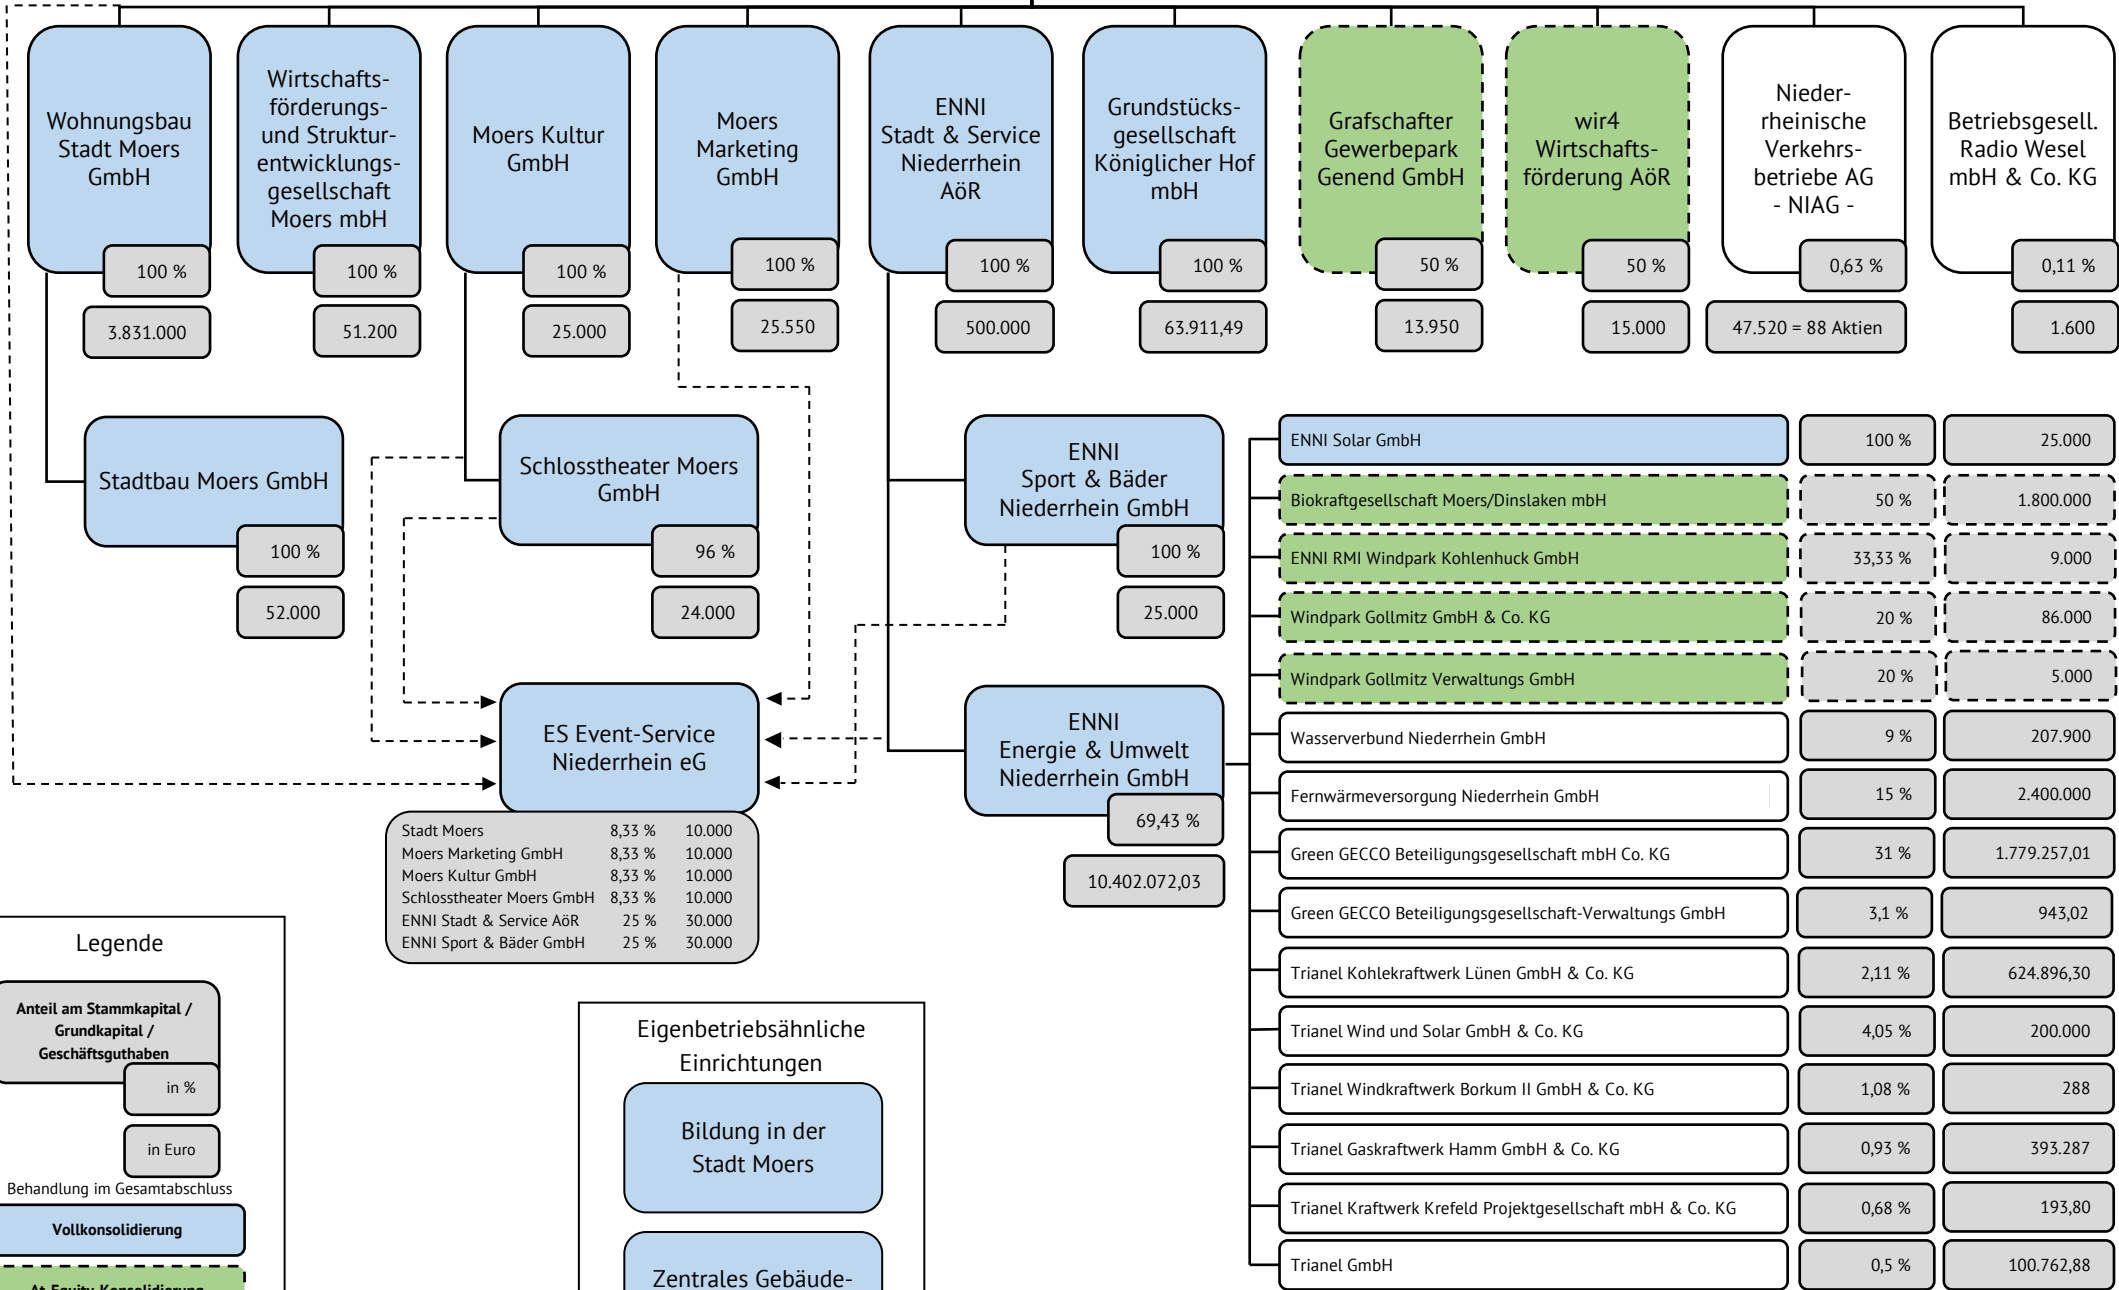 Wohnungsbau
Stadt Moers
GmbH
100 %
3.831.000
Wirtschafts-
förderungs-
und Struktur-
entwicklungs-
gesellschaft
Moers mbH
100 %
51.200
Moers Kultur
GmbH
100 %
25.000
Moers
Marketing
GmbH
100 %
25.550
ENNI
Stadt & Service
Niederrhein
AöR
100 %
500.000
Grundstücks-
gesellschaft
Königlicher Hof
mbH
100 %
63.911,49
Grafschafter
Gewerbepark
Genend GmbH
50 %
13.950
wir4
Wirtschafts-
förderung AöR
50 %
15.000
Nieder-
rheinische
Verkehrs-
betriebe AG
- NIAG -
0,63 %
47.520 = 88 Aktien
Betriebsgesell.
Radio Wesel
mbH & Co. KG
0,11 %
1.600
Stadtbau Moers GmbH
100 %
52.000
Schlosstheater Moers
GmbH
96 %
24.000
ENNI
Sport & Bäder
Niederrhein GmbH
100 %
25.000
ES Event-Service
Niederrhein eG
Stadt Moers 8,33 % 10.000
Moers Marketing GmbH 8,33 % 10.000
Moers Kultur GmbH 8,33 % 10.000
Schlosstheater Moers GmbH 8,33 % 10.000
ENNI Stadt & Service AöR 25 % 30.000
ENNI Sport & Bäder GmbH 25 % 30.000
ENNI
Energie & Umwelt
Niederrhein GmbH
69,43 %
10.402.072,03
ENNI Solar GmbH 100 % 25.000
Biokraftgesellschaft Moers/Dinslaken mbH 50 % 1.800.000
ENNI RMI Windpark Kohlenhuck GmbH 33,33 % 9.000
Windpark Gollmitz GmbH & Co. KG 20 % 86.000
Windpark Gollmitz Verwaltungs GmbH 20 % 5.000
Wasserverbund Niederrhein GmbH 9 % 207.900
Fernwärmeversorgung Niederrhein GmbH 15 % 2.400.000
Green GECCO Beteiligungsgesellschaft mbH Co. KG 31 % 1.779.257,01
Green GECCO Beteiligungsgesellschaft-Verwaltungs GmbH 3,1 % 943,02
Trianel Kohlekraftwerk Lünen GmbH & Co. KG 2,11 % 624.896,30
Trianel Wind und Solar GmbH & Co. KG 4,05 % 200.000
Trianel Windkraftwerk Borkum II GmbH & Co. KG 1,08 % 288
Trianel Gaskraftwerk Hamm GmbH & Co. KG 0,93 % 393.287
Trianel Kraftwerk Krefeld Projektgesellschaft mbH & Co. KG 0,68 % 193,80
Trianel GmbH 0,5 % 100.762,88
Legende
Anteil am Stammkapital /
Grundkapital /
Geschäftsguthaben
in %
in Euro
Behandlung im Gesamtabschluss
Vollkonsolidierung
At-Equity-Konsolidierung
Eigenbetriebsähnliche
Einrichtungen
Bildung in der
Stadt Moers
Zentrales Gebäude-